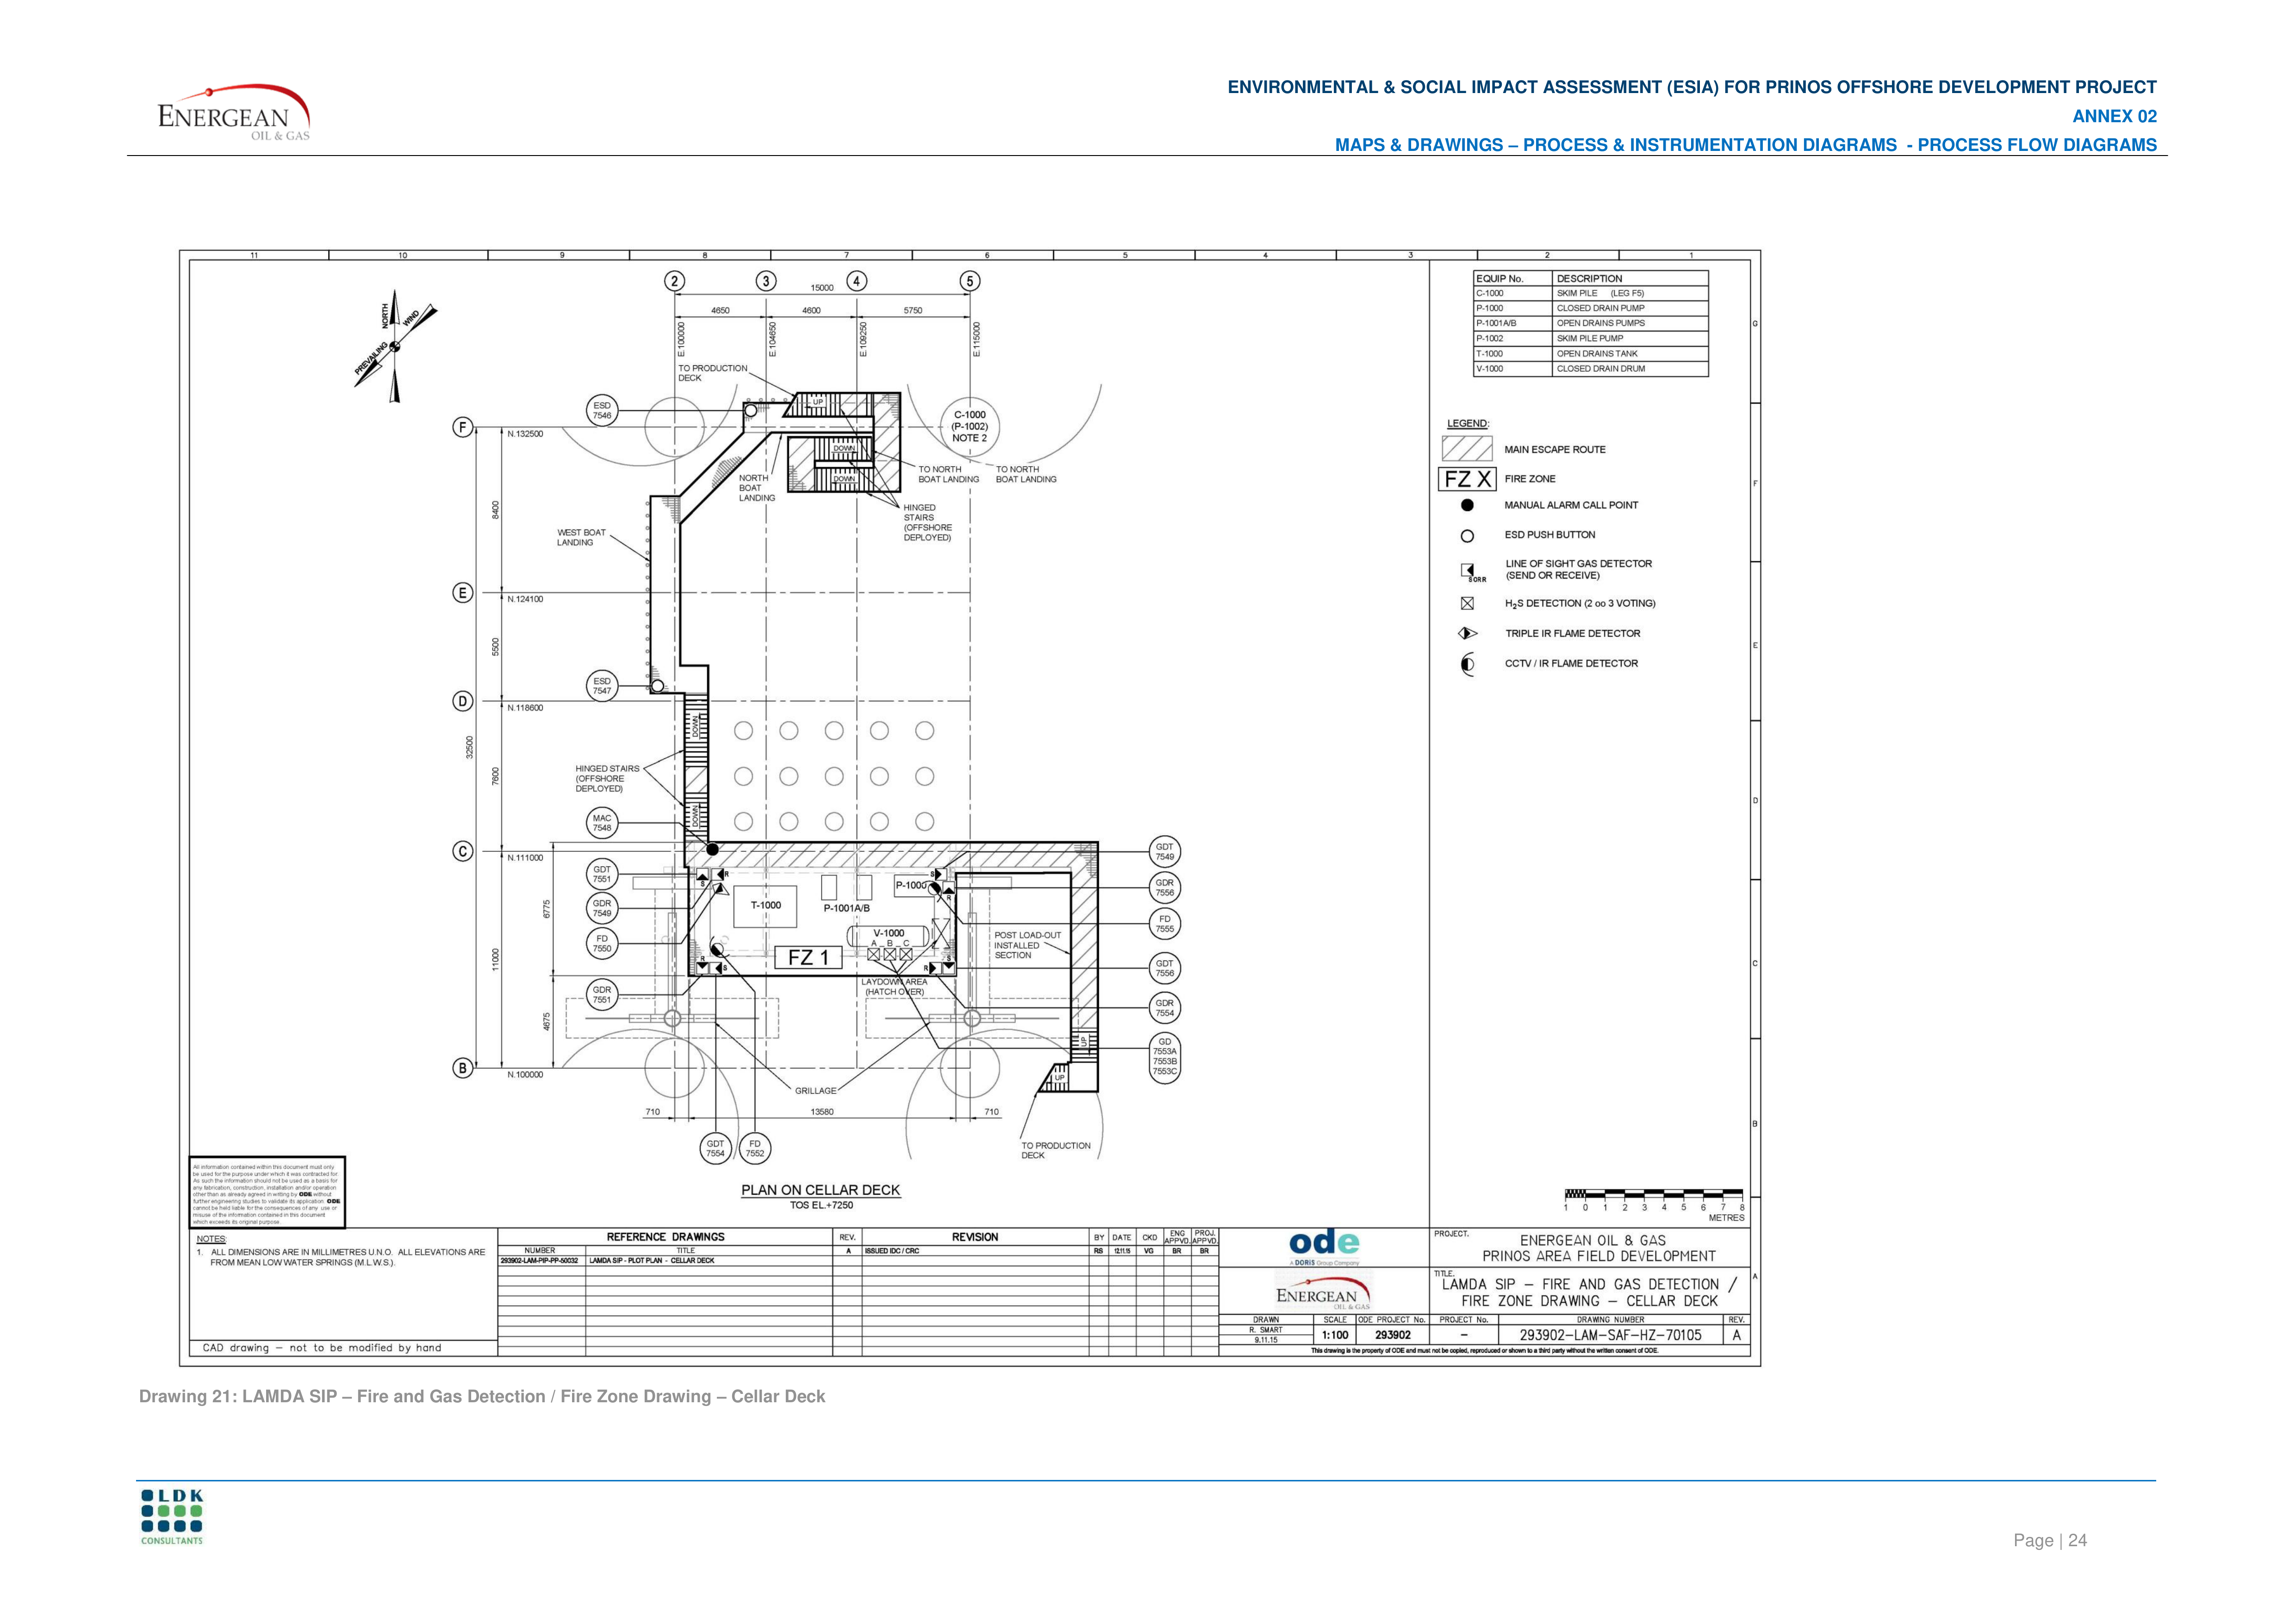 ENERGEAN
OIL & GAS
ENVIRONMENTAL & SOCIAL IMPACT ASSESSMENT (ESIA) FOR PRINOS OFFSHORE DEVELOPMENT PROJECT
ANNEX 02
MAPS & DRAWINGS – PROCESS & INSTRUMENTATION DIAGRAMS - PROCESS FLOW DIAGRAMS
11 10 9 8 7 6 5 4 3 2 1
NORTH
PREVAILING
WIND
2 3 4 5
15000
4650 4600 5750
E.100000
E.104650
E.109250
E.115000
EQUIP No. DESCRIPTION
C-1000 SKIM PILE (LEG F5)
P-1000 CLOSED DRAIN PUMP
P-1001A/B OPEN DRAINS PUMPS
P-1002 SKIM PILE PUMP
T-1000 OPEN DRAINS TANK
V-1000 CLOSED DRAIN DRUM
LEGEND:
MAIN ESCAPE ROUTE
FZ X FIRE ZONE
MANUAL ALARM CALL POINT
ESD PUSH BUTTON
SORR
LINE OF SIGHT GAS DETECTOR
(SEND OR RECEIVE)
H2S DETECTION (2 oo 3 VOTING)
TRIPLE IR FLAME DETECTOR
CCTV / IR FLAME DETECTOR
G
F
E
D
C
B
A
TO PRODUCTION
DECK
UP
ESD
7546
C-1000
(P-1002)
NOTE 2
F
N.132500
DOWN
DOWN
NORTH
BOAT
LANDING
TO NORTH
BOAT LANDING
TO NORTH
BOAT LANDING
HINGED
STAIRS
(OFFSHORE
DEPLOYED)
8400
WEST BOAT
LANDING
E
N.124100
5500
ESD
7547
D
N.118600
32500
7600
DOWN
HINGED STAIRS
(OFFSHORE
DEPLOYED)
DOWN
MAC
7548
C
N.111000
GDT
7551
GDR
7549
FD
7550
GDR
7551
6775
11000
4675
S R S R
R S R S
T-1000
P-1001A/B
P-1000
V-1000
A B C
FZ 1
LAYDOWN AREA
(HATCH OVER)
POST LOAD-OUT
INSTALLED
SECTION
GDT
7549
GDR
7556
FD
7555
GDT
7556
GDR
7554
GD
7553A
7553B
7553C
UP
UP
B
N.100000
GRILLAGE
710 13580 710
GDT
7554
FD
7552
TO PRODUCTION
DECK
PLAN ON CELLAR DECK
TOS EL.+7250
1 0 1 2 3 4 5 6 7 8
METRES
All information contained within this document must only
be used for the purpose under which it was contracted for.
As such the information should not be used as a basis for
any fabrication, construction, installation and/or operation
other than as already agreed in writing by ODE without
further engineering studies to validate its application. ODE
cannot be held liable for the consequences of any use or
misuse of the information contained in this document
which exceeds its original purpose.
NOTES:
1. ALL DIMENSIONS ARE IN MILLIMETRES U.N.O. ALL ELEVATIONS ARE
FROM MEAN LOW WATER SPRINGS (M.L.W.S.).
CAD drawing – not to be modified by hand
REFERENCE DRAWINGS
NUMBER TITLE
293902-LAM-PIP-PP-50032 LAMDA SIP - PLOT PLAN - CELLAR DECK
REV. REVISION BY DATE CKD ENG APPVD. PROJ. APPVD.
A ISSUED IDC / CRC RS 12.11.15 VG BR BR
ode
A DORIS Group Company
ENERGEAN
OIL & GAS
PROJECT.
ENERGEAN OIL & GAS
PRINOS AREA FIELD DEVELOPMENT
TITLE.
LAMDA SIP – FIRE AND GAS DETECTION /
FIRE ZONE DRAWING – CELLAR DECK
DRAWN SCALE ODE PROJECT No. PROJECT No. DRAWING NUMBER REV.
R. SMART
9.11.15
1:100 293902 – 293902-LAM-SAF-HZ-70105 A
This drawing is the property of ODE and must not be copied, reproduced or shown to a third party without the written consent of ODE.
Drawing 21: LAMDA SIP – Fire and Gas Detection / Fire Zone Drawing – Cellar Deck
LDK
CONSULTANTS
Page | 24